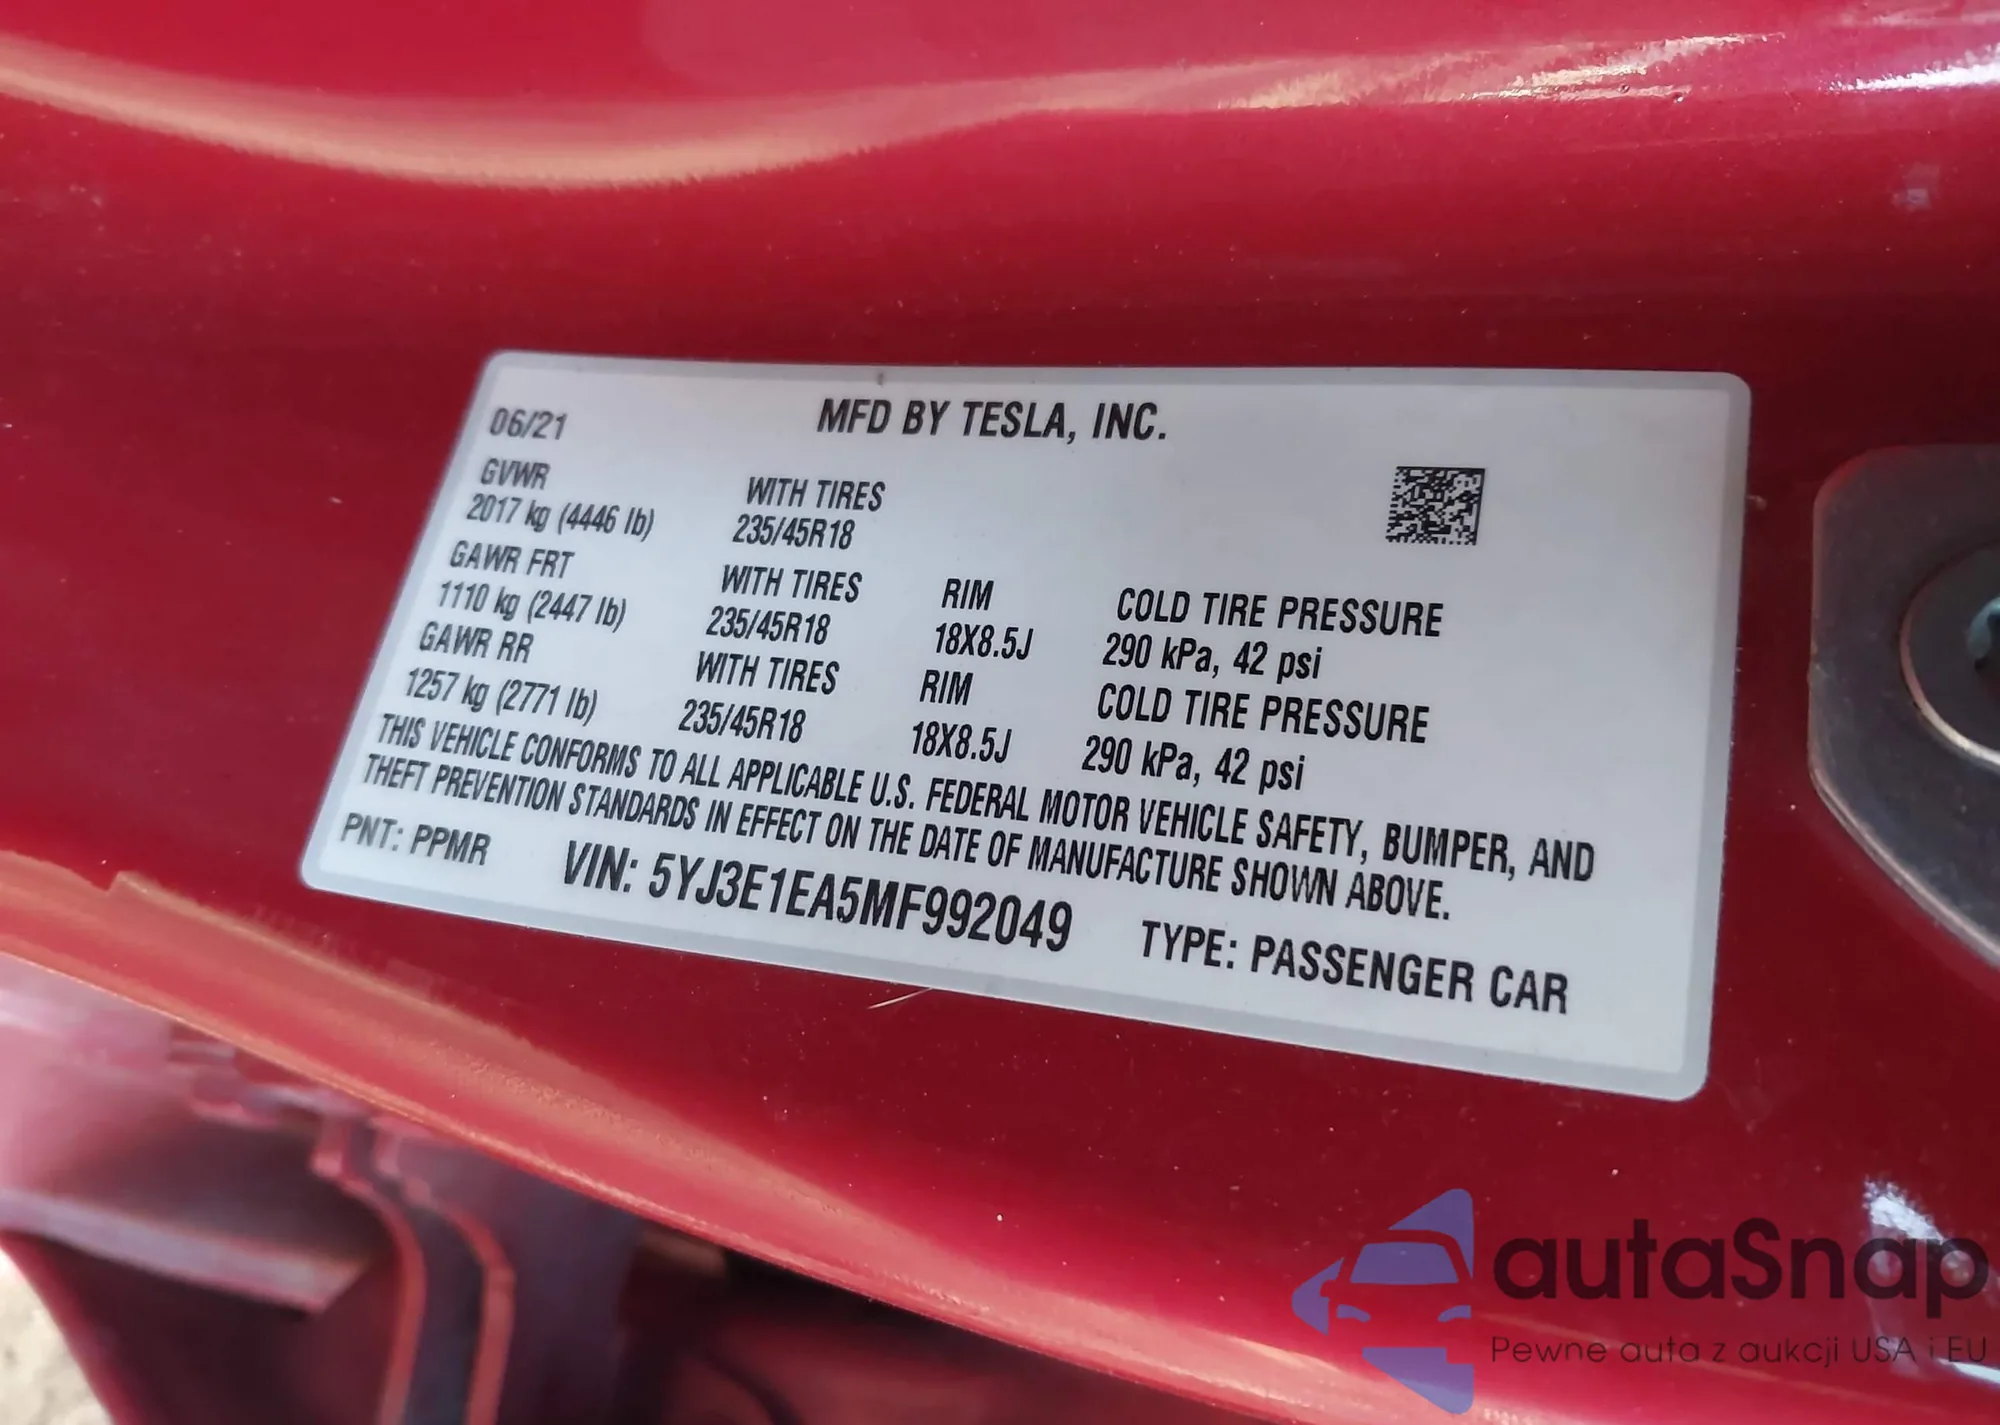 06/21 MFD BY TESLA, INC.
GVWR WITH TIRES
2017 kg (4446 lb) 235/45R18
GAWR FRT WITH TIRES RIM COLD TIRE PRESSURE
1110 kg (2447 lb) 235/45R18 18X8.5J 290 kPa, 42 psi
GAWR RR WITH TIRES RIM COLD TIRE PRESSURE
1257 kg (2771 lb) 235/45R18 18X8.5J 290 kPa, 42 psi
THIS VEHICLE CONFORMS TO ALL APPLICABLE U.S. FEDERAL MOTOR VEHICLE SAFETY, BUMPER, AND
THEFT PREVENTION STANDARDS IN EFFECT ON THE DATE OF MANUFACTURE SHOWN ABOVE.
PNT: PPMR VIN: 5YJ3E1EA5MF992049 TYPE: PASSENGER CAR
autaSnap
Pewne auta z aukcji USA i EU